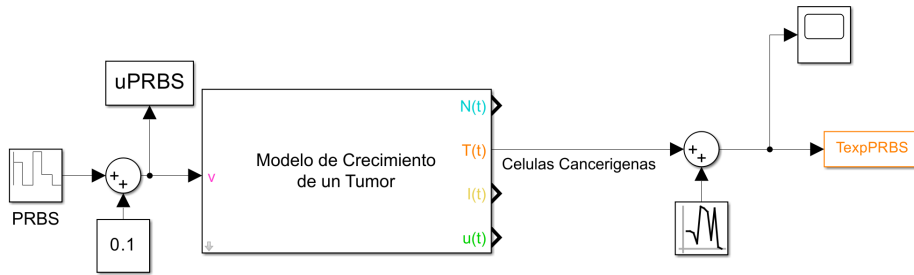 uPRBS
PRBS
0.1
v
Modelo de Crecimiento
de un Tumor
N(t)
T(t)
I(t)
u(t)
Celulas Cancerigenas
TexpPRBS